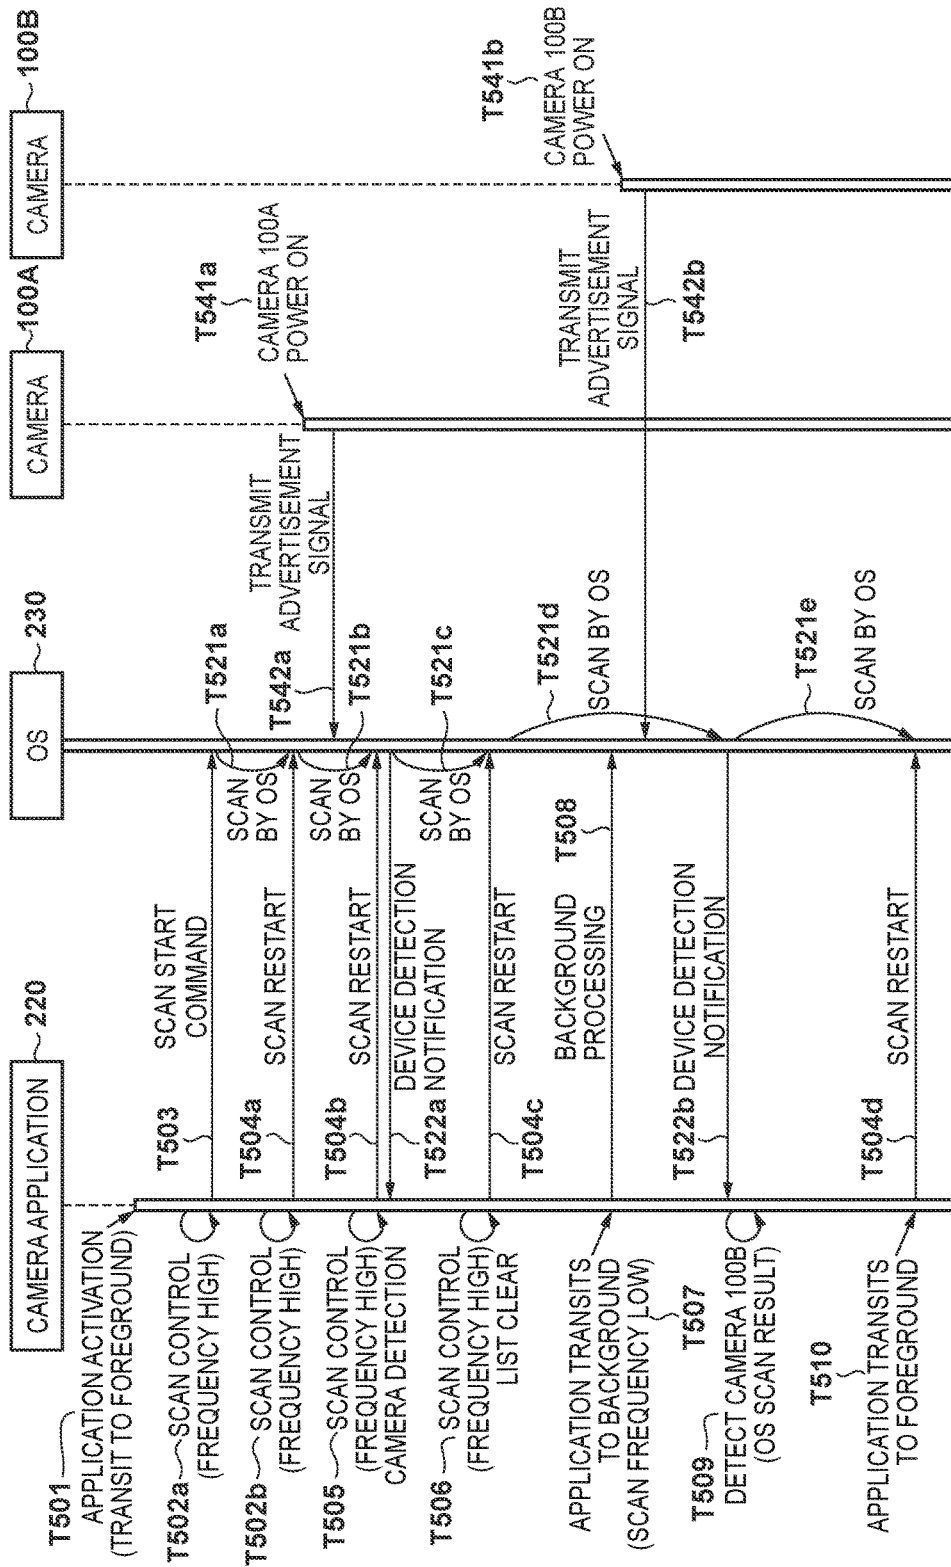 CAMERA APPLICATION
220
OS
230
CAMERA
100A
CAMERA
100B
T501
APPLICATION ACTIVATION
(TRANSIT TO FOREGROUND)
T502a
SCAN CONTROL
(FREQUENCY HIGH)
T503
SCAN START
COMMAND
SCAN
BY OS
T521a
T502b
SCAN CONTROL
(FREQUENCY HIGH)
T504a
SCAN RESTART
T541a
CAMERA 100A
POWER ON
TRANSMIT
ADVERTISEMENT
SIGNAL
T542a
SCAN
BY OS
T521b
T505
SCAN CONTROL
(FREQUENCY HIGH)
CAMERA DETECTION
T504b
SCAN RESTART
T522a
DEVICE DETECTION
NOTIFICATION
SCAN
BY OS
T521c
T506
SCAN CONTROL
(FREQUENCY HIGH)
LIST CLEAR
T504c
SCAN RESTART
T521d
SCAN BY OS
APPLICATION TRANSITS
TO BACKGROUND
(SCAN FREQUENCY LOW)
T507
BACKGROUND
PROCESSING
T508
T541b
CAMERA 100B
POWER ON
TRANSMIT
ADVERTISEMENT
SIGNAL
T542b
T509
DETECT CAMERA 100B
(OS SCAN RESULT)
T522b
DEVICE DETECTION
NOTIFICATION
T521e
SCAN BY OS
T510
APPLICATION TRANSITS
TO FOREGROUND
T504d
SCAN RESTART